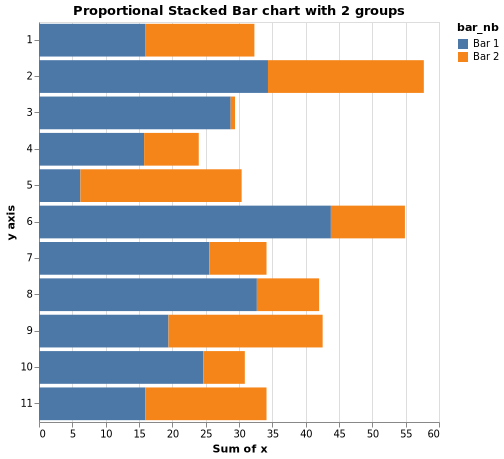 Proportional Stacked Bar chart with 2 groups
bar_nb
Bar 1
Bar 2
y axis
1
2
3
4
5
6
7
8
9
10
11
0 5 10 15 20 25 30 35 40 45 50 55 60
Sum of x